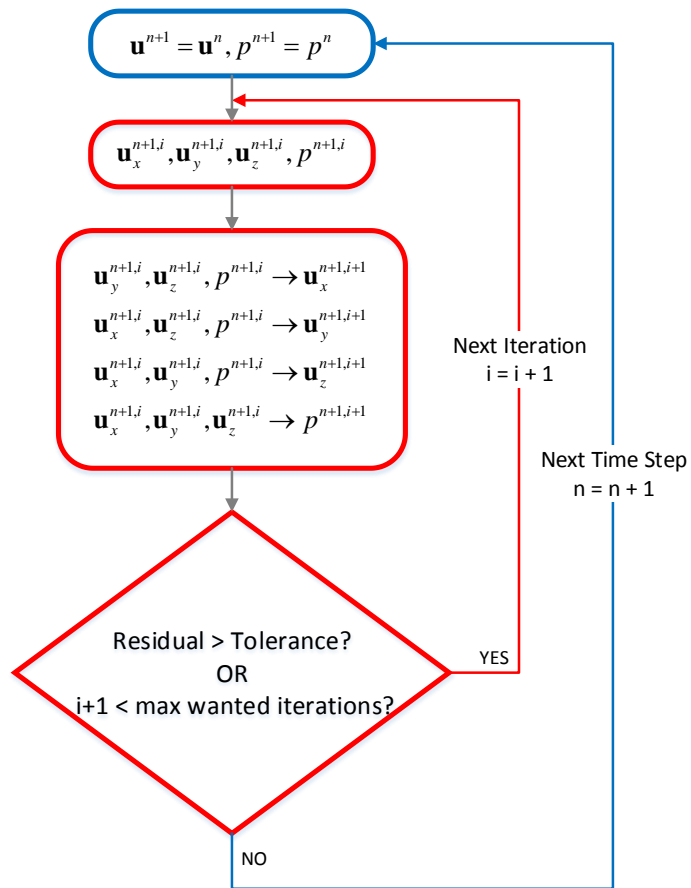 𝐮^{n+1} = 𝐮^n, p^{n+1} = p^n
𝐮_x^{n+1,i}, 𝐮_y^{n+1,i}, 𝐮_z^{n+1,i}, p^{n+1,i}
𝐮_y^{n+1,i}, 𝐮_z^{n+1,i}, p^{n+1,i} → 𝐮_x^{n+1,i+1}
𝐮_x^{n+1,i}, 𝐮_z^{n+1,i}, p^{n+1,i} → 𝐮_y^{n+1,i+1}
𝐮_x^{n+1,i}, 𝐮_y^{n+1,i}, p^{n+1,i} → 𝐮_z^{n+1,i+1}
𝐮_x^{n+1,i}, 𝐮_y^{n+1,i}, 𝐮_z^{n+1,i} → p^{n+1,i+1}
Next Iteration
i = i + 1
Next Time Step
n = n + 1
Residual > Tolerance?
OR
i+1 < max wanted iterations?
YES
NO